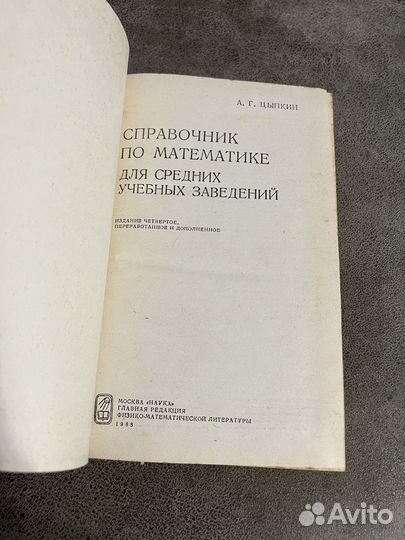 А. Г. ЦЫПКИН
СПРАВОЧНИК
ПО МАТЕМАТИКЕ
ДЛЯ СРЕДНИХ
УЧЕБНЫХ ЗАВЕДЕНИЙ
ИЗДАНИЕ ЧЕТВЕРТОЕ,
ПЕРЕРАБОТАННОЕ И ДОПОЛНЕННОЕ
МОСКВА «НАУКА»
ГЛАВНАЯ РЕДАКЦИЯ
ФИЗИКО-МАТЕМАТИЧЕСКОЙ ЛИТЕРАТУРЫ
1988
Avito